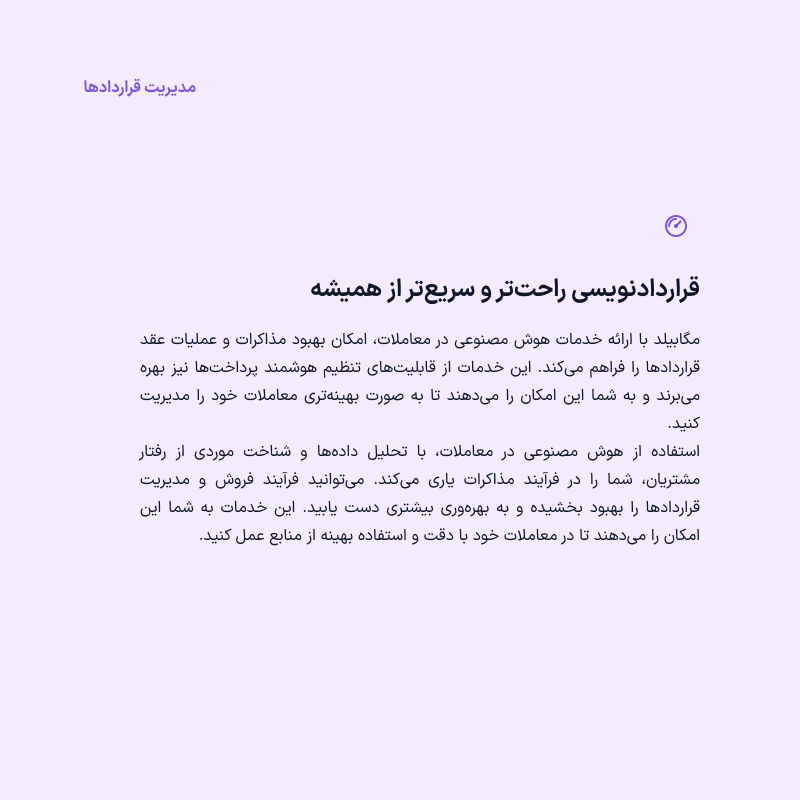 مدیریت قراردادها
قراردادنویسی راحت‌تر و سریع‌تر از همیشه
مگابیلد با ارائه خدمات هوش مصنوعی در معاملات، امکان بهبود مذاکرات و عملیات عقد
قراردادها را فراهم می‌کند. این خدمات از قابلیت‌های تنظیم هوشمند پرداخت‌ها نیز بهره
می‌برند و به شما این امکان را می‌دهند تا به صورت بهینه‌تری معاملات خود را مدیریت
کنید.
استفاده از هوش مصنوعی در معاملات، با تحلیل داده‌ها و شناخت موردی از رفتار
مشتریان، شما را در فرآیند مذاکرات یاری می‌کند. می‌توانید فرآیند فروش و مدیریت
قراردادها را بهبود بخشیده و به بهره‌وری بیشتری دست یابید. این خدمات به شما این
امکان را می‌دهند تا در معاملات خود با دقت و استفاده بهینه از منابع عمل کنید.